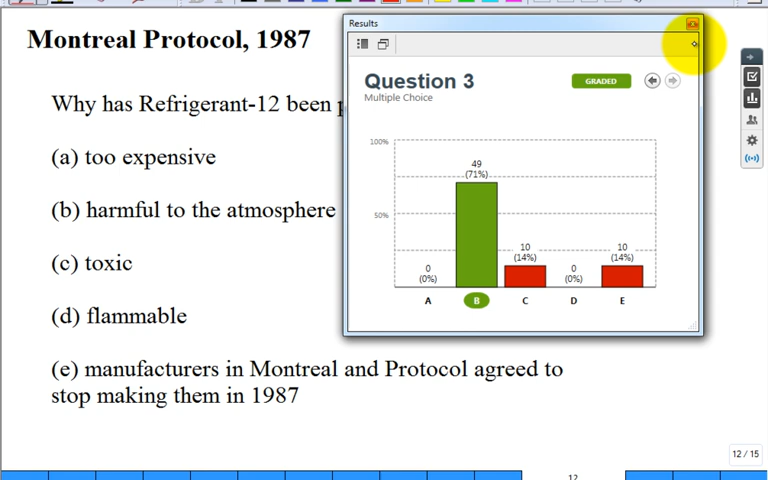 Montreal Protocol, 1987
Why has Refrigerant-12 been
(a) too expensive
(b) harmful to the atmosphere
(c) toxic
(d) flammable
(e) manufacturers in Montreal and Protocol agreed to
stop making them in 1987
Results
Question 3
GRADED
Multiple Choice
100%
50%
0
(0%)
49
(71%)
10
(14%)
0
(0%)
10
(14%)
A B C D E
12 / 15
12